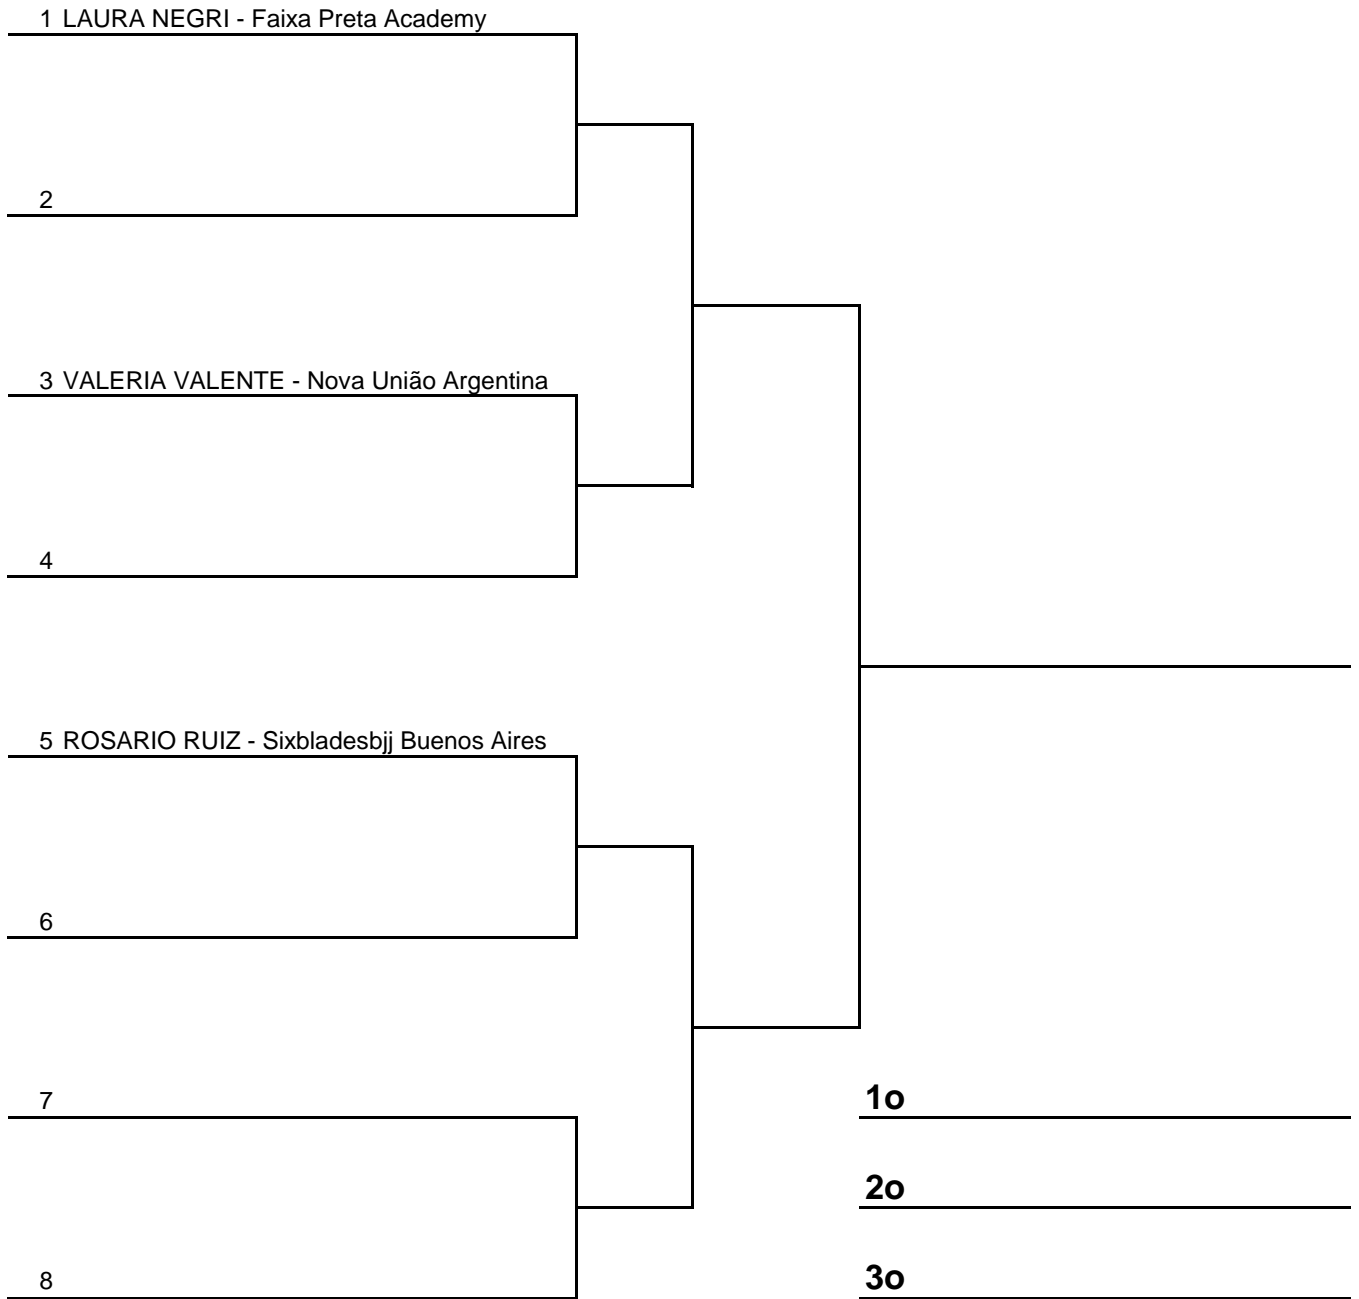 1 LAURA NEGRI - Faixa Preta Academy
2
3 VALERIA VALENTE - Nova União Argentina
4
5 ROSARIO RUIZ - Sixbladesbjj Buenos Aires
6
7
1o
2o
8
3o